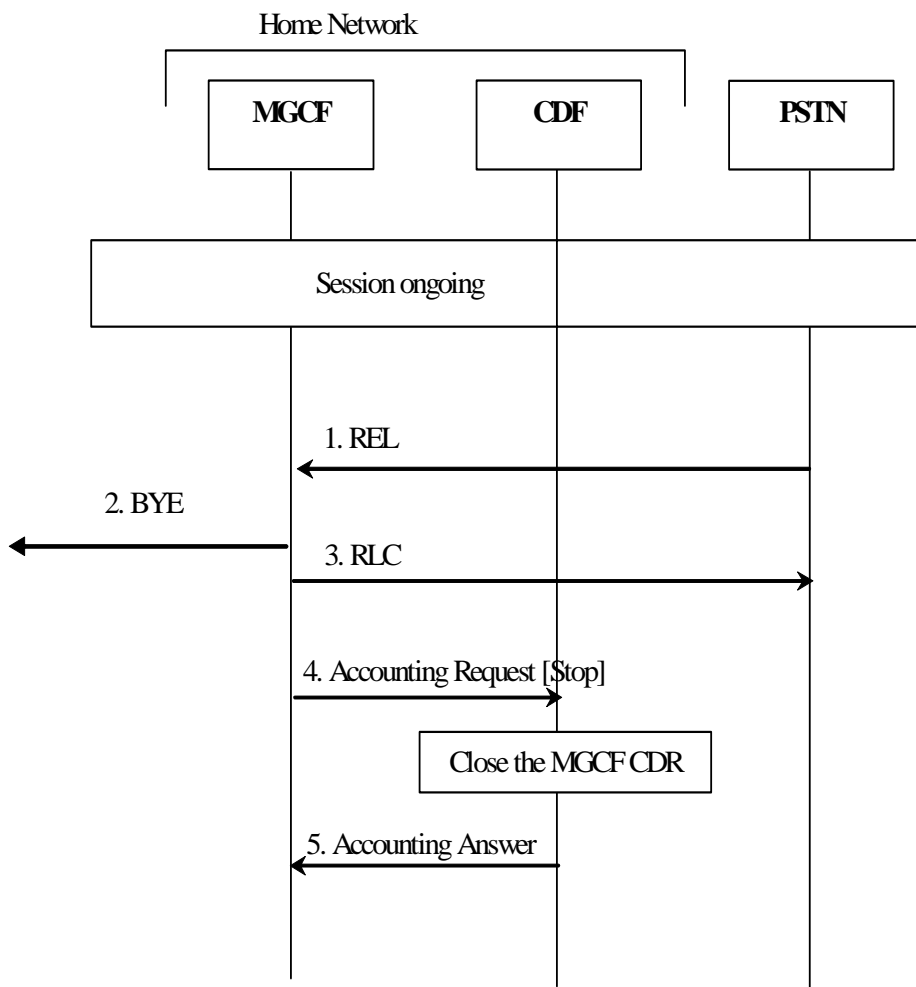 Home Network
MGCF
CDF
PSTN
Session ongoing
1. REL
2. BYE
3. RLC
4. Accounting Request [Stop]
Close the MGCF CDR
5. Accounting Answer